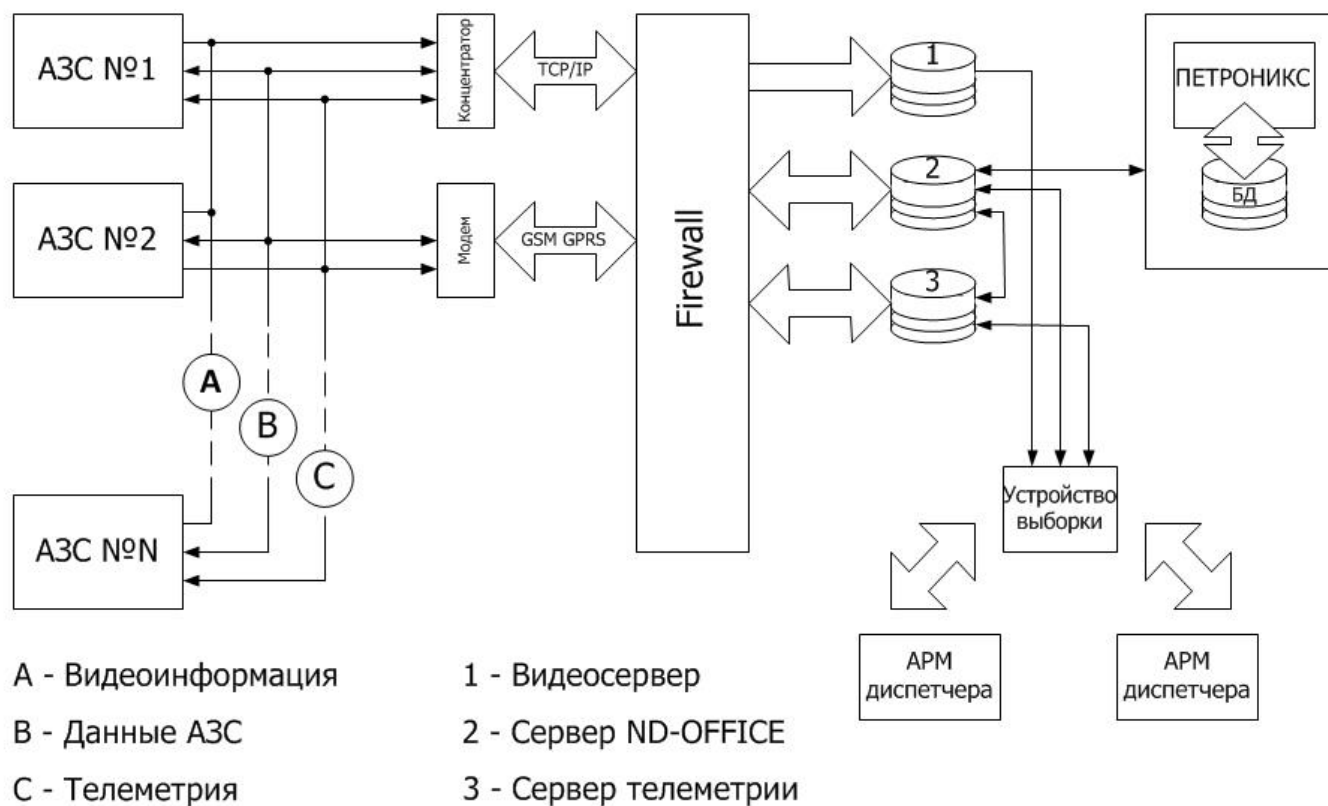 АЗС №1
Концентратор
TCP/IP
1
ПЕТРОНИКС
БД
АЗС №2
Модем
GSM GPRS
Firewall
2
3
A
B
C
АЗС №N
Устройство
выборки
АРМ
диспетчера
АРМ
диспетчера
A - Видеоинформация
B - Данные АЗС
C - Телеметрия
1 - Видеосервер
2 - Сервер ND-OFFICE
3 - Сервер телеметрии